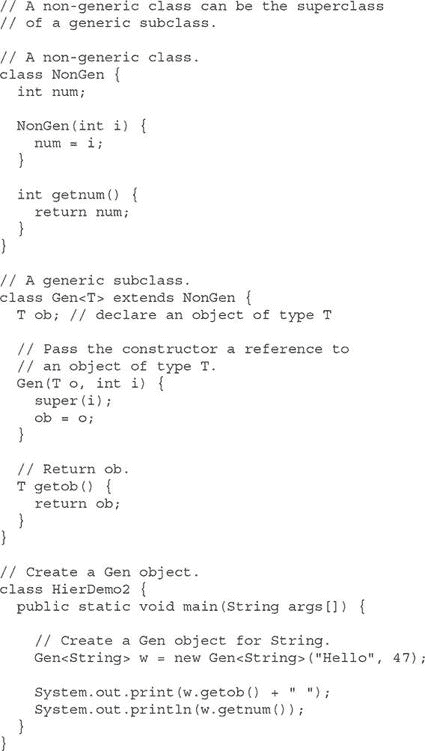 // A non-generic class can be the superclass
// of a generic subclass.

// A non-generic class.
class NonGen {
  int num;

  NonGen(int i) {
    num = i;
  }

  int getnum() {
    return num;
  }
}

// A generic subclass.
class Gen<T> extends NonGen {
  T ob; // declare an object of type T

  // Pass the constructor a reference to
  // an object of type T.
  Gen(T o, int i) {
    super(i);
    ob = o;
  }

  // Return ob.
  T getob() {
    return ob;
  }
}

// Create a Gen object.
class HierDemo2 {
  public static void main(String args[]) {

    // Create a Gen object for String.
    Gen<String> w = new Gen<String>("Hello", 47);

    System.out.print(w.getob() + " ");
    System.out.println(w.getnum());
  }
}